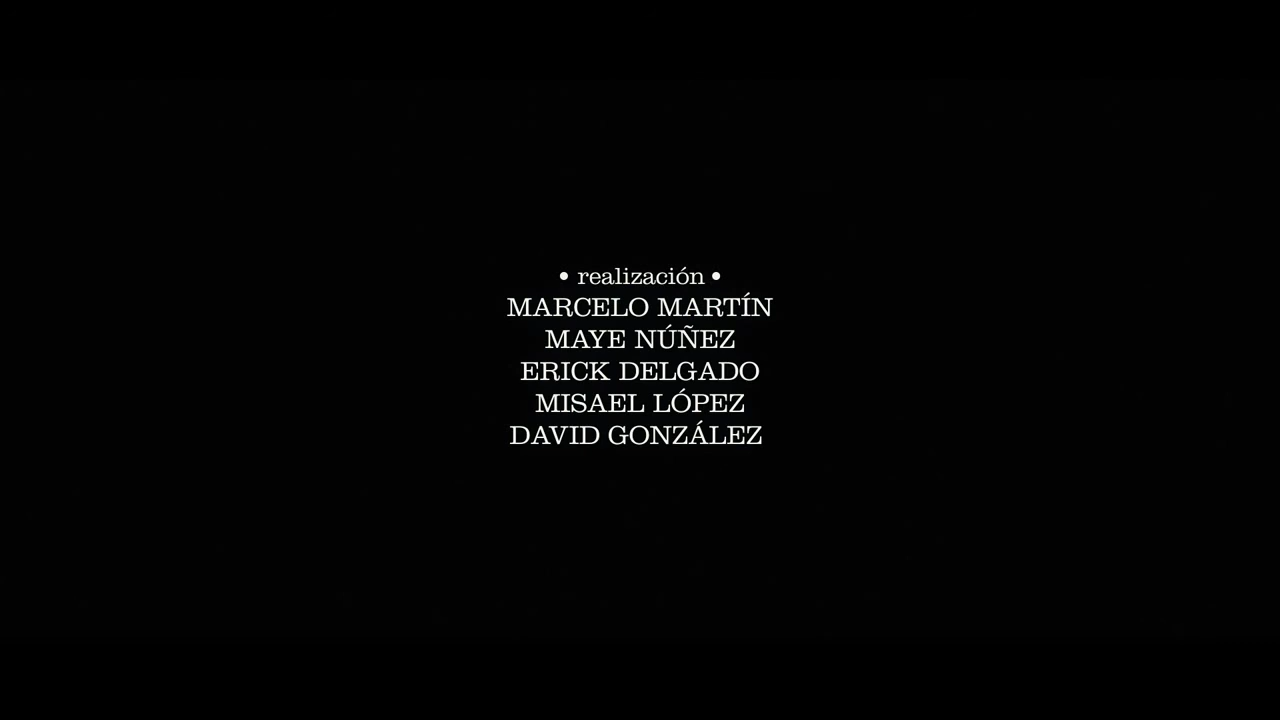 • realización •
MARCELO MARTÍN
MAYE NÚÑEZ
ERICK DELGADO
MISAEL LÓPEZ
DAVID GONZÁLEZ